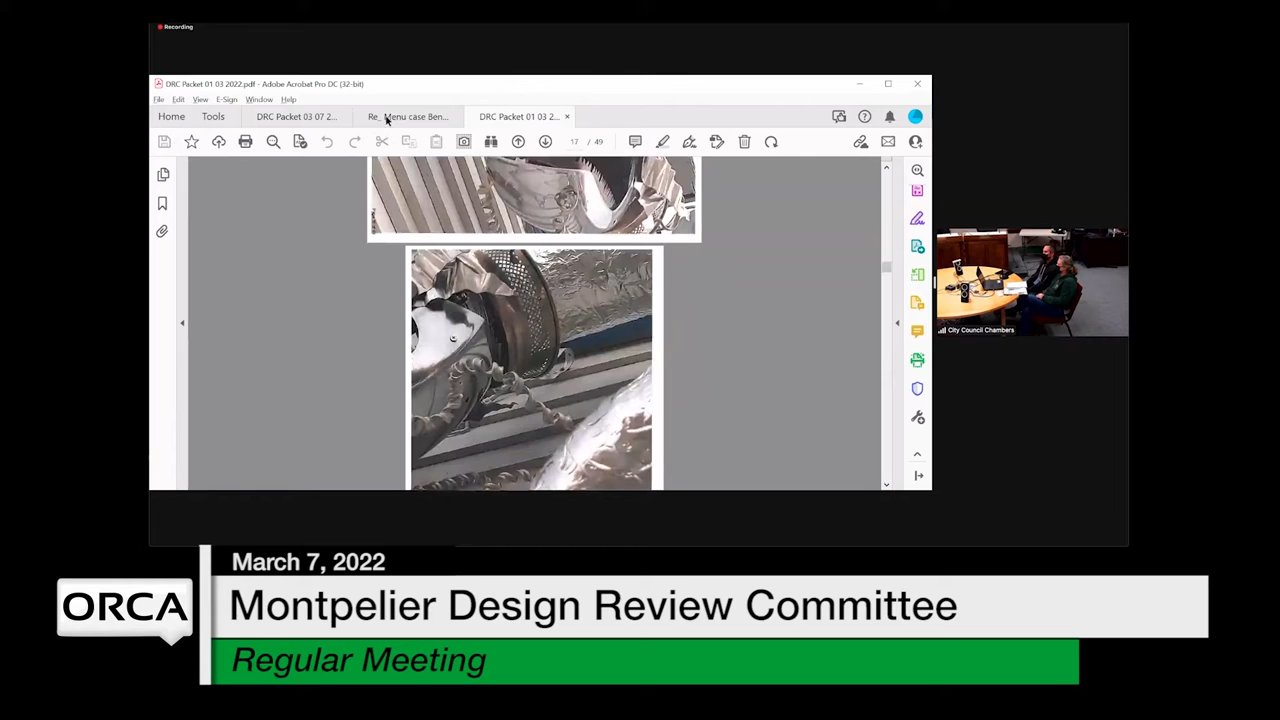 Recording
DRC Packet 01 03 2022.pdf - Adobe Acrobat Pro DC (32-bit)
File Edit View E-Sign Window Help
Home Tools DRC Packet 03 07 2... Re_ Menu case Ben... DRC Packet 01 03 2... ×
17 / 49
City Council Chambers
March 7, 2022
ORCA
Montpelier Design Review Committee
Regular Meeting